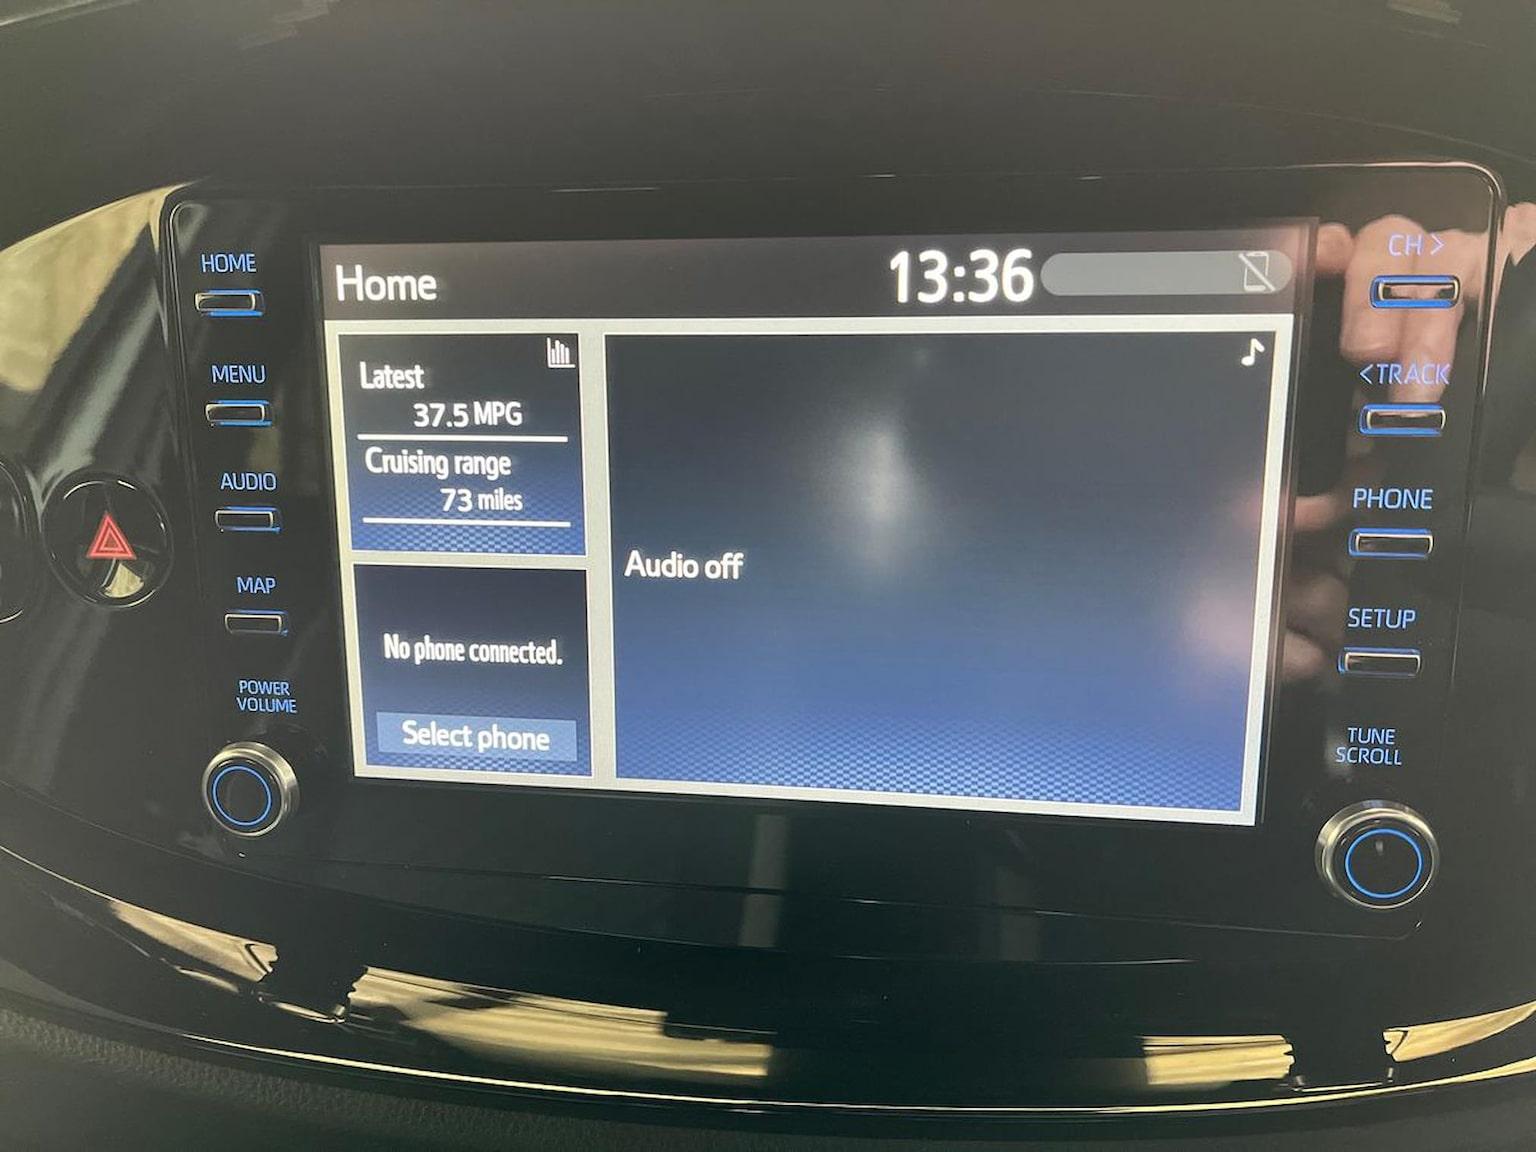 HOME
MENU
AUDIO
MAP
POWER
VOLUME
Home
13:36
Latest
37.5 MPG
Cruising range
73 miles
No phone connected.
Select phone
Audio off
CH >
<TRACK
PHONE
SETUP
TUNE
SCROLL